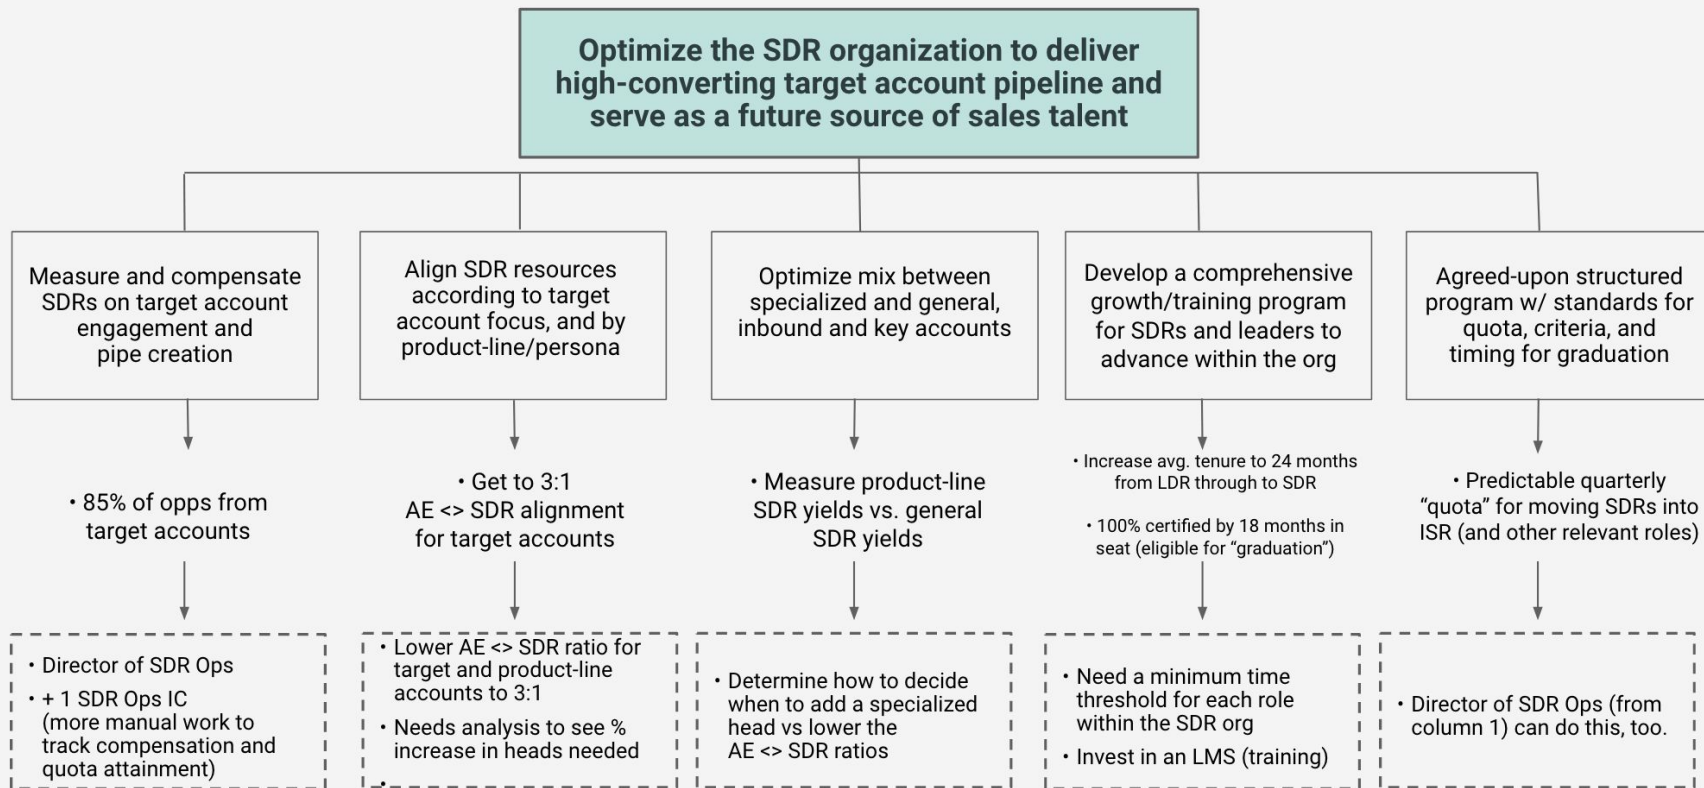 Optimize the SDR organization to deliver
high-converting target account pipeline and
serve as a future source of sales talent
Measure and compensate
SDRs on target account
engagement and
pipe creation
Align SDR resources
according to target
account focus, and by
product-line/persona
Optimize mix between
specialized and general,
inbound and key accounts
Develop a comprehensive
growth/training program
for SDRs and leaders to
advance within the org
Agreed-upon structured
program w/ standards for
quota, criteria, and
timing for graduation
• 85% of opps from
target accounts
• Get to 3:1
AE <> SDR alignment
for target accounts
• Measure product-line
SDR yields vs. general
SDR yields
• Increase avg. tenure to 24 months
from LDR through to SDR
• 100% certified by 18 months in
seat (eligible for “graduation”)
• Predictable quarterly
“quota” for moving SDRs into
ISR (and other relevant roles)
• Director of SDR Ops
• + 1 SDR Ops IC
(more manual work to
track compensation and
quota attainment)
• Lower AE <> SDR ratio for
target and product-line
accounts to 3:1
• Needs analysis to see %
increase in heads needed
•
• Determine how to decide
when to add a specialized
head vs lower the
AE <> SDR ratios
• Need a minimum time
threshold for each role
within the SDR org
• Invest in an LMS (training)
• Director of SDR Ops (from
column 1) can do this, too.